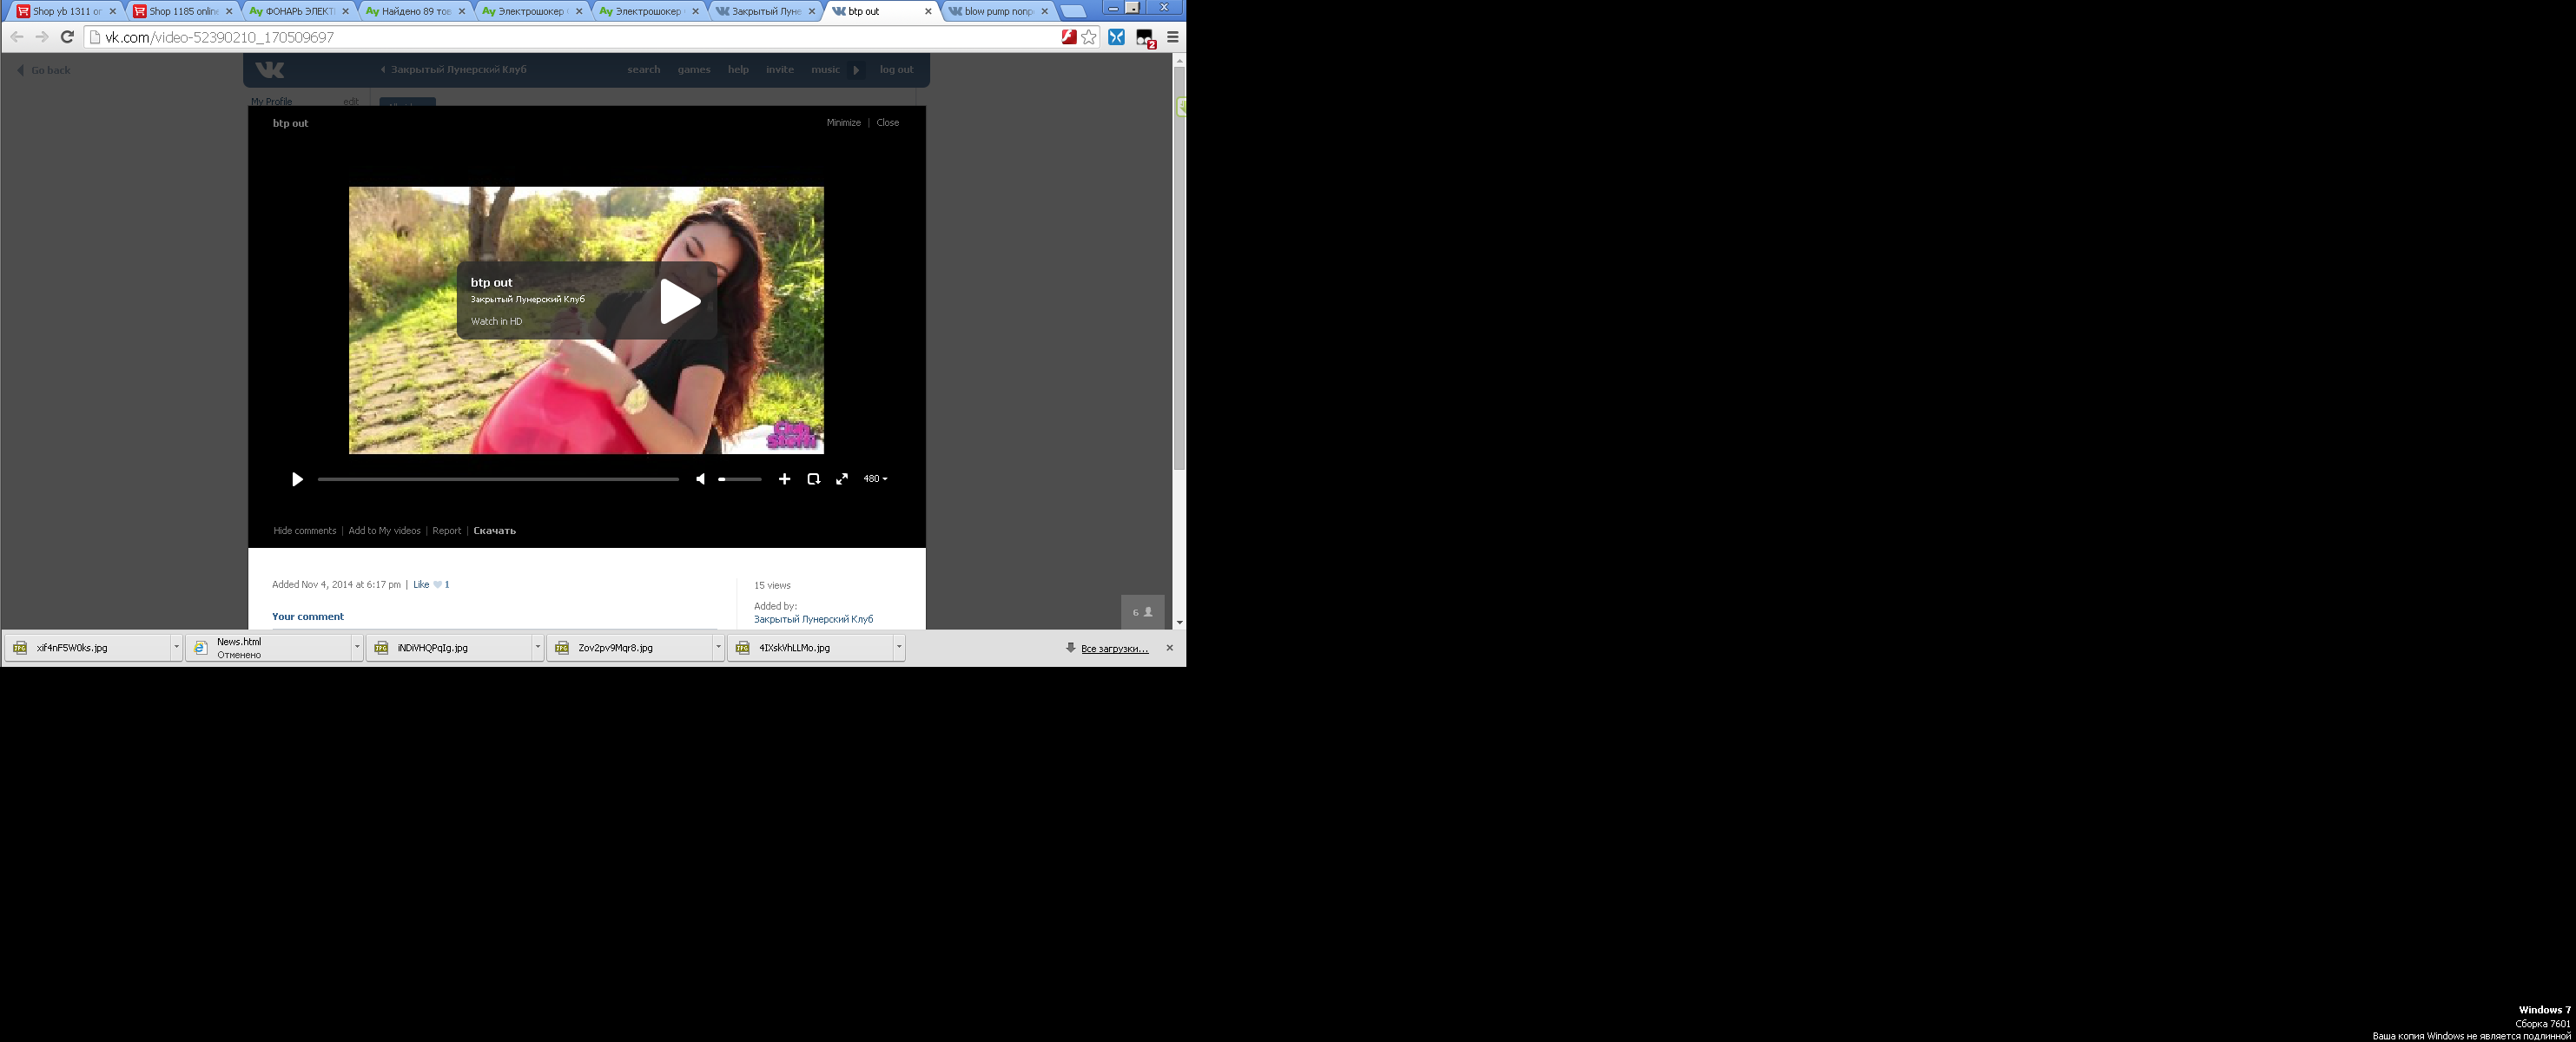 Shop yb 1311 or
Shop 1185 onlin
ФОНАРЬ ЭЛЕКТ
Найдено 89 тов
Электрошокер
Электрошокер
Закрытый Луне
btp out
blow pump nonp
vk.com/video-52390210_170509697
2
Go back
Закрытый Лунерский Клуб
search
games
help
invite
music
log out
My Profile
edit
btp out
Minimize | Close
btp out
Закрытый Лунерский Клуб
Watch in HD
Club
480
Hide comments | Add to My videos | Report | Скачать
Added Nov 4, 2014 at 6:17 pm | Like 1
15 views
Added by:
Закрытый Лунерский Клуб
Your comment
6
xif4nF5W0ks.jpg
News.html
Отменено
iNDiVHQPqIg.jpg
Zov2pv9Mqr8.jpg
4IXskVhLLMo.jpg
Все загрузки...
Windows 7
Сборка 7601
Ваша копия Windows не является подлинной